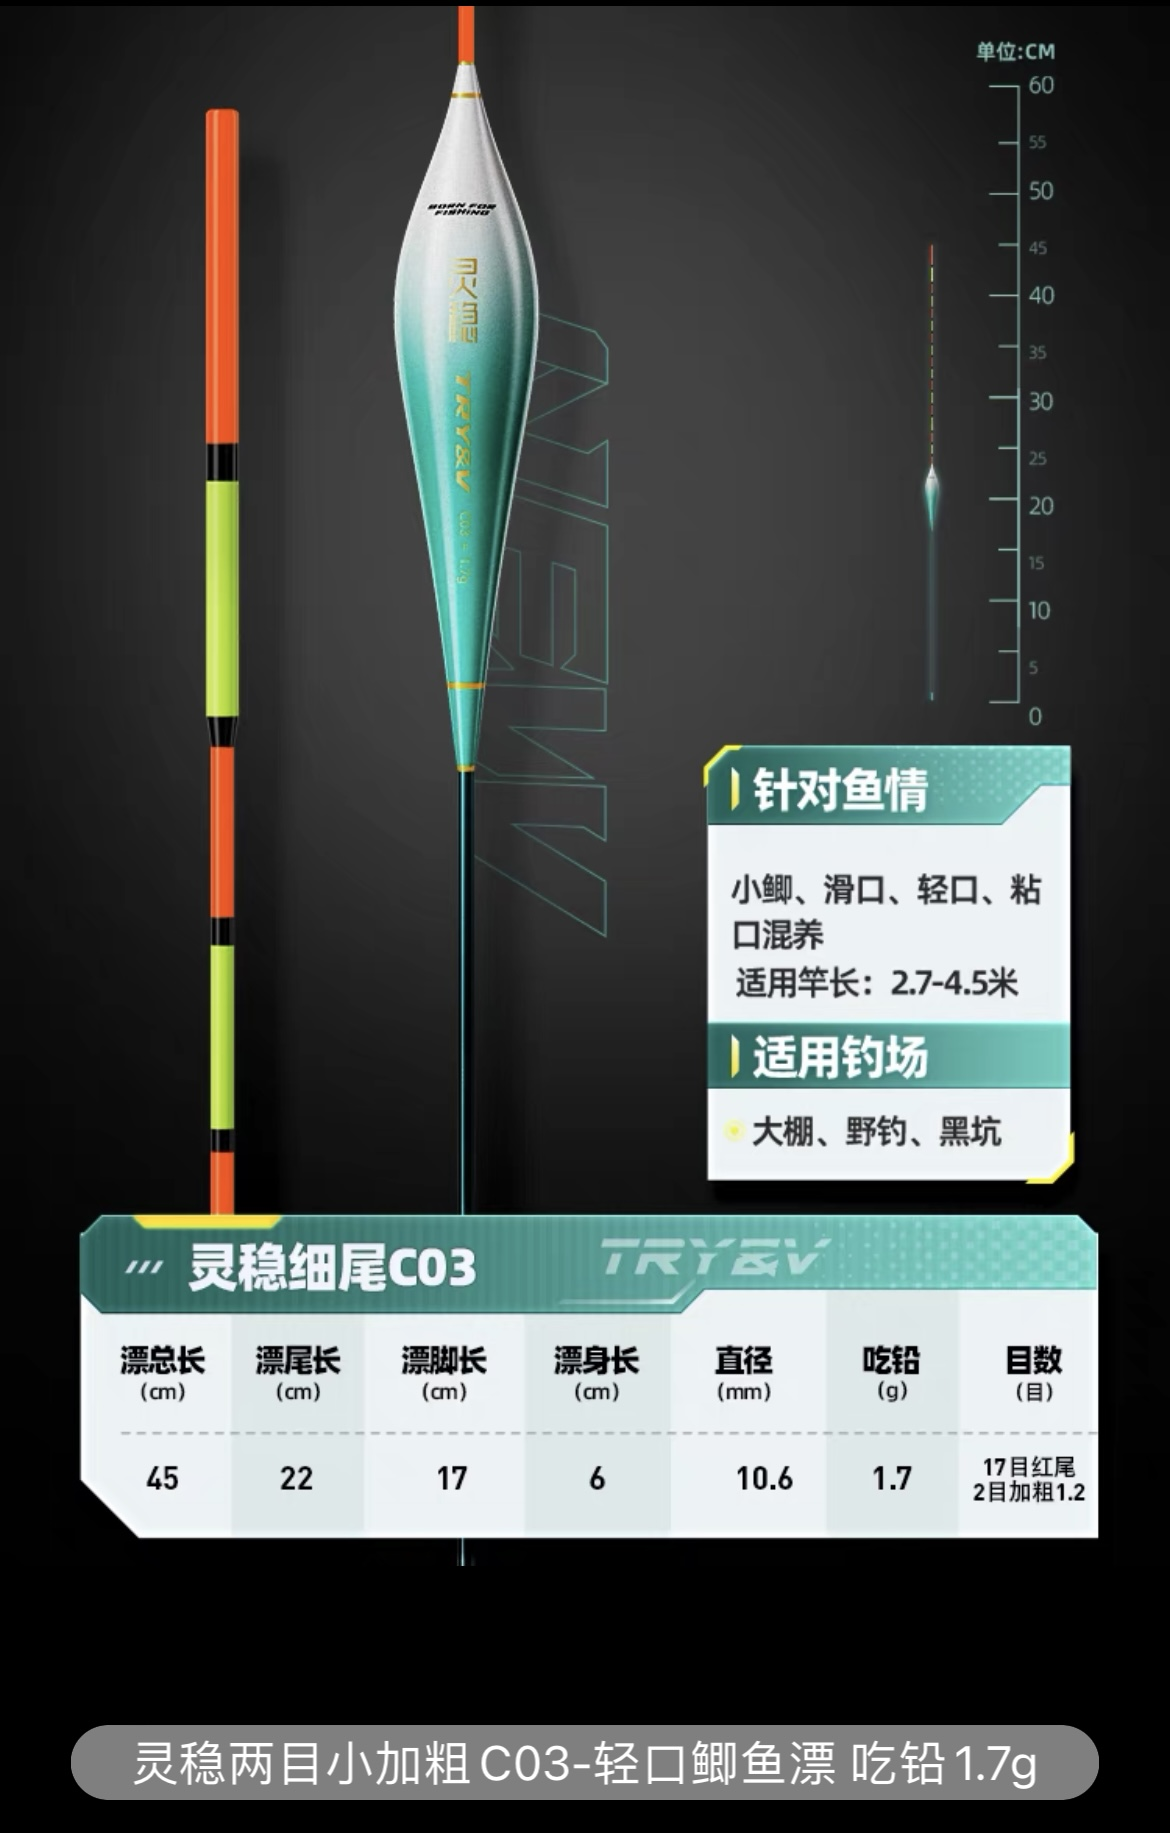 单位:CM
60
55
50
45
40
35
30
25
20
15
10
5
0
BORN FOR
FISHING
灵稳
TRY&V
C03 1.7g
针对鱼情
小鲫、滑口、轻口、粘
口混养
适用竿长：2.7-4.5米
适用钓场
大棚、野钓、黑坑
灵稳细尾C03
TRY&V
漂总长 漂尾长 漂脚长 漂身长 直径 吃铅 目数
(cm) (cm) (cm) (cm) (mm) (g) (目)
45 22 17 6 10.6 1.7 17目红尾
2目加粗1.2
灵稳两目小加粗C03-轻口鲫鱼漂 吃铅1.7g